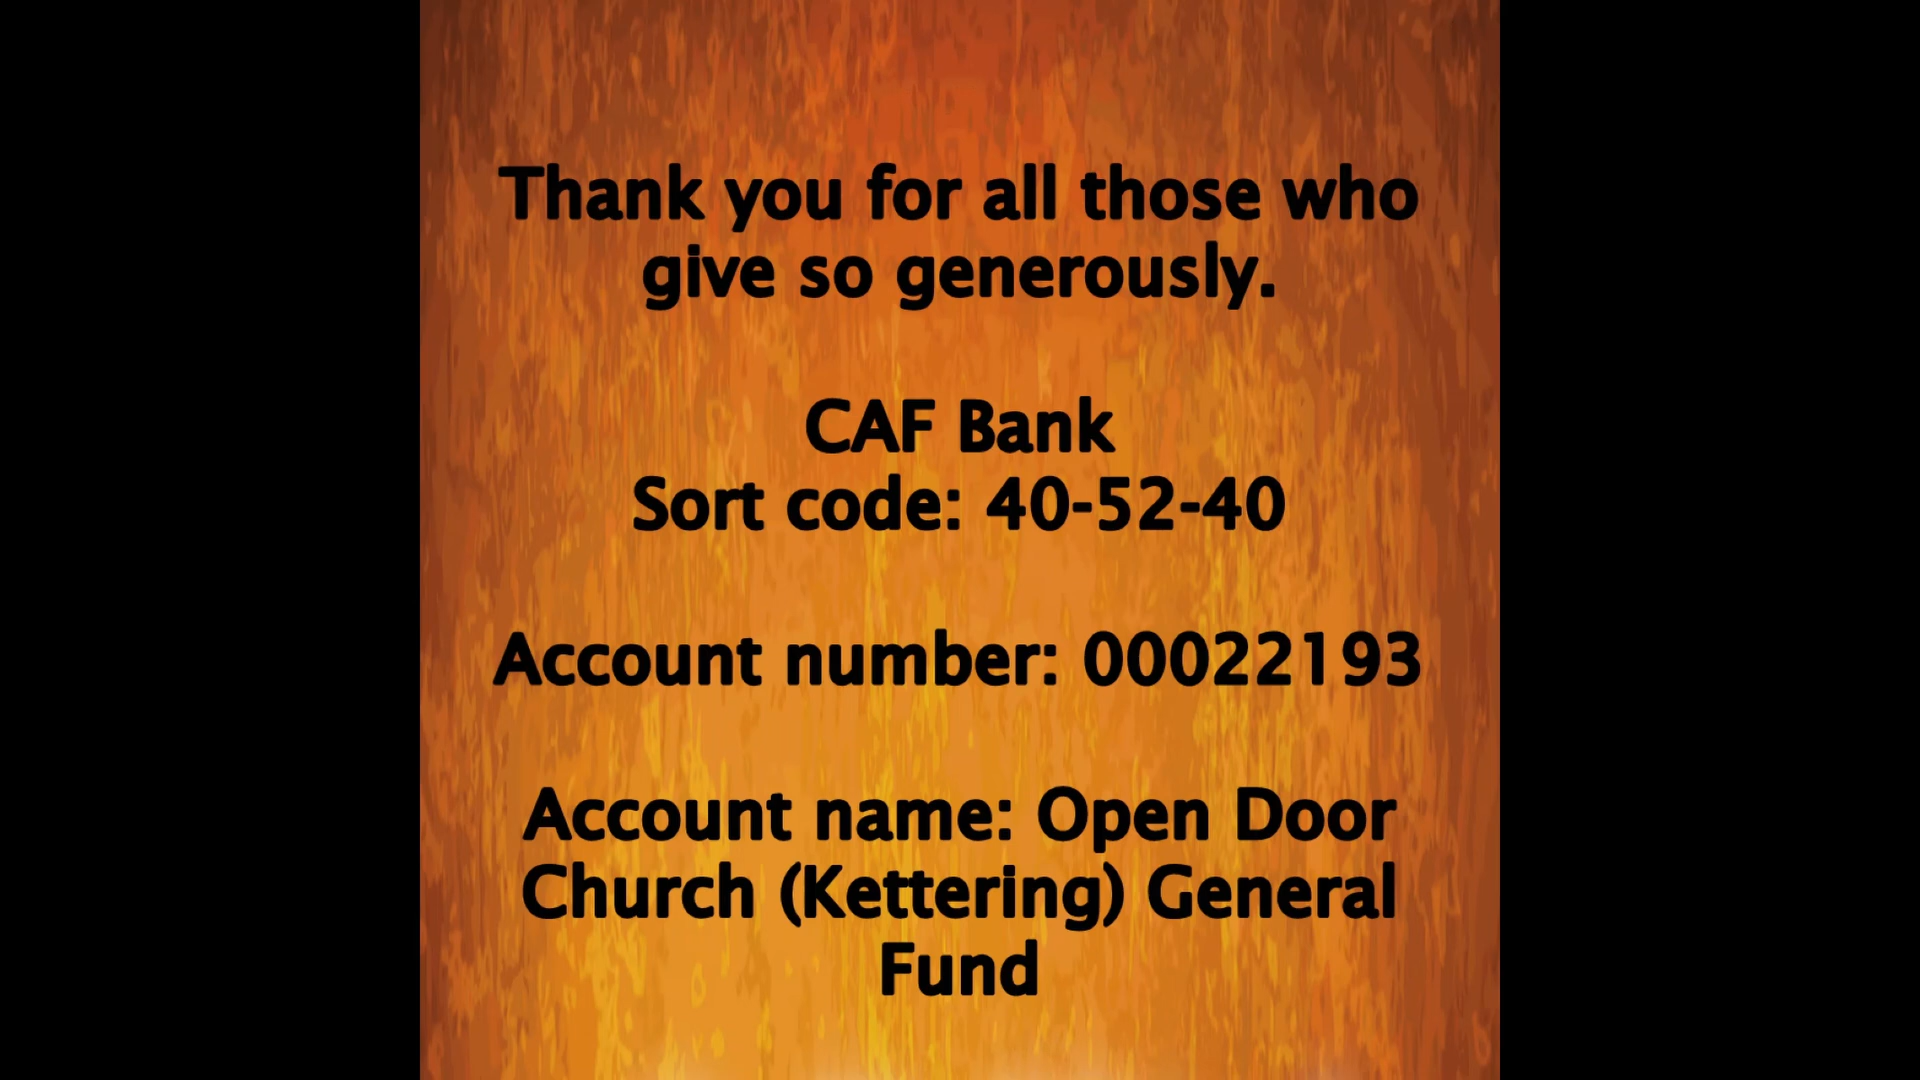 Thank you for all those who
give so generously.
CAF Bank
Sort code: 40-52-40
Account number: 00022193
Account name: Open Door
Church (Kettering) General
Fund